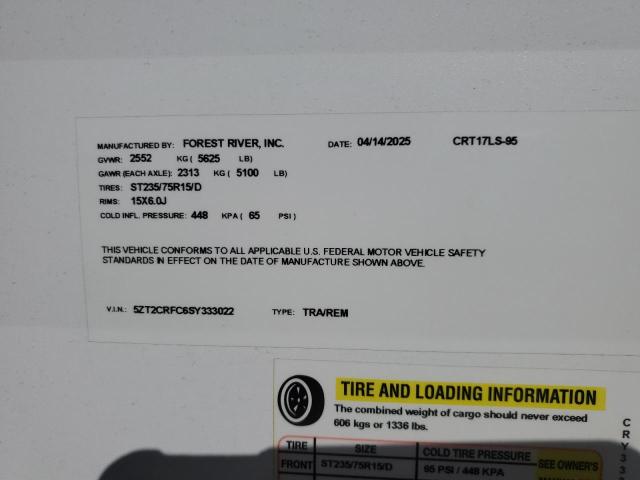 MANUFACTURED BY: FOREST RIVER, INC. DATE: 04/14/2025 CRT17LS-95
GVWR: 2552 KG ( 5625 LB)
GAWR (EACH AXLE): 2313 KG ( 5100 LB)
TIRES: ST235/75R15/D
RIMS: 15X6.0J
COLD INFL. PRESSURE: 448 KPA ( 65 PSI )
THIS VEHICLE CONFORMS TO ALL APPLICABLE U.S. FEDERAL MOTOR VEHICLE SAFETY
STANDARDS IN EFFECT ON THE DATE OF MANUFACTURE SHOWN ABOVE.
V.I.N.: 5ZT2CRFC6SY333022 TYPE: TRA/REM
TIRE AND LOADING INFORMATION
The combined weight of cargo should never exceed
606 kgs or 1336 lbs.
TIRE SIZE COLD TIRE PRESSURE SEE OWNER'S
FRONT ST235/75R15/D 65 PSI / 448 KPA
CRY33